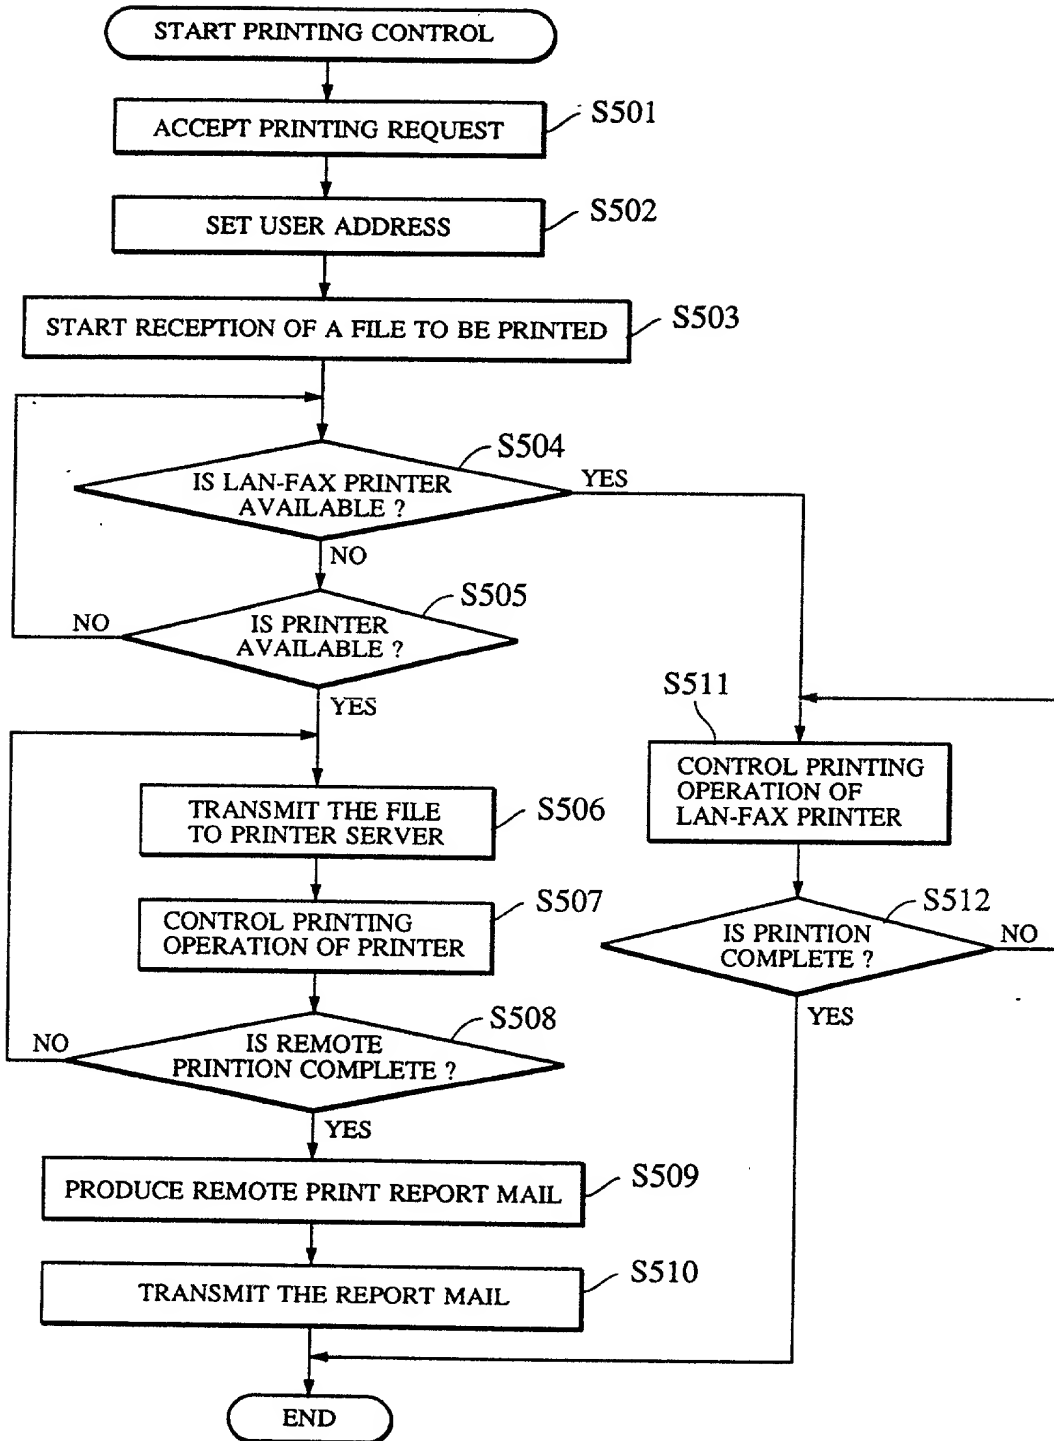 START PRINTING CONTROL
ACCEPT PRINTING REQUEST
S501
SET USER ADDRESS
S502
START RECEPTION OF A FILE TO BE PRINTED
S503
S504
IS LAN-FAX PRINTER
AVAILABLE ?
YES
NO
S505
IS PRINTER
AVAILABLE ?
NO
YES
TRANSMIT THE FILE
TO PRINTER SERVER
S506
CONTROL PRINTING
OPERATION OF PRINTER
S507
S508
IS REMOTE
PRINTION COMPLETE ?
NO
YES
PRODUCE REMOTE PRINT REPORT MAIL
S509
TRANSMIT THE REPORT MAIL
S510
S511
CONTROL PRINTING
OPERATION OF
LAN-FAX PRINTER
S512
IS PRINTION
COMPLETE ?
NO
YES
END